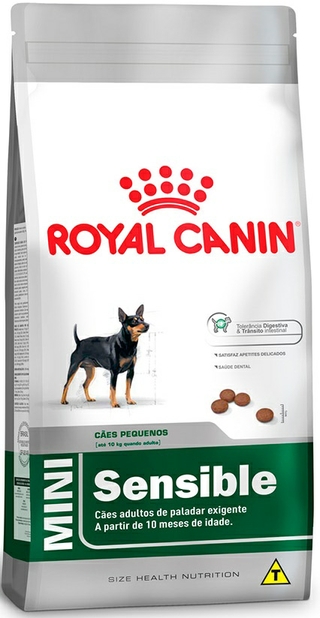 ROYAL CANIN
Tolerância Digestiva
& Trânsito Intestinal
SATISFAZ APETITES DELICADOS
SAÚDE DENTAL
CÃES PEQUENOS
(até 10 kg quando adulto)
MINI
Sensible
Cães adultos de paladar exigente
A partir de 10 meses de idade.
SIZE HEALTH NUTRITION
T